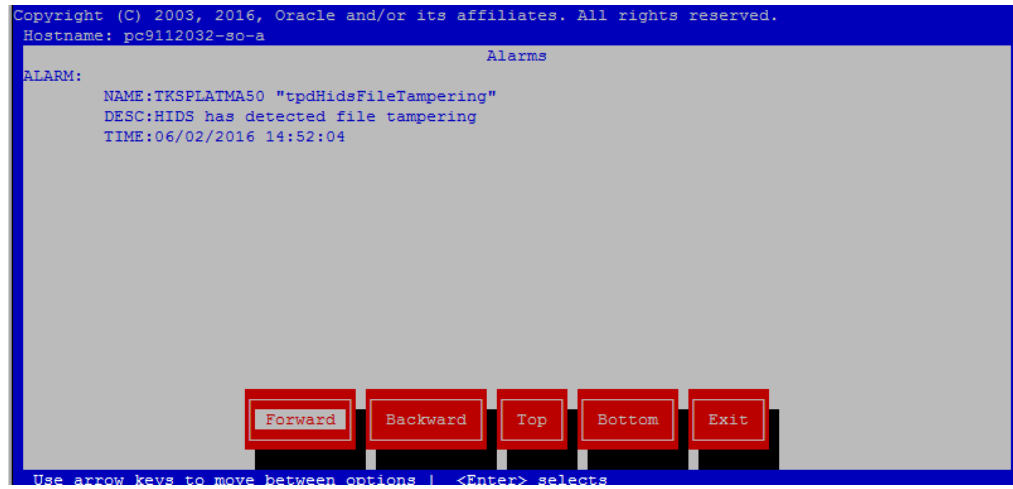 Copyright (C) 2003, 2016, Oracle and/or its affiliates. All rights reserved.
Hostname: pc9112032-so-a
Alarms
ALARM:
NAME:TKSPLATMA50 "tpdHidsFileTampering"
DESC:HIDS has detected file tampering
TIME:06/02/2016 14:52:04
Forward Backward Top Bottom Exit
Use arrow keys to move between options | <Enter> selects